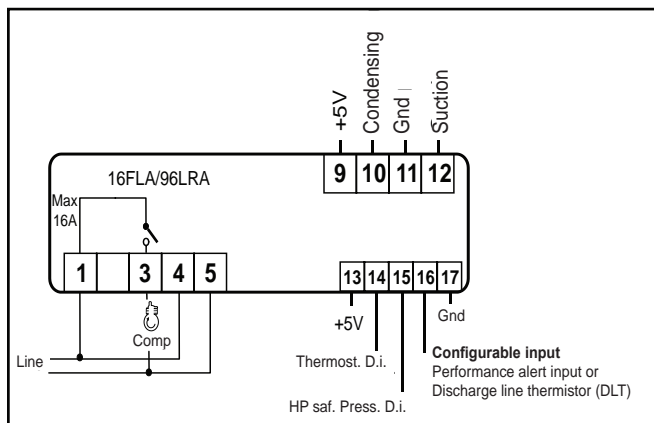 +5V
Condensing
Gnd
Suction
9 10 11 12
16FLA/96LRA
Max
16A
1 3 4 5
13 14 15 16 17
Comp
Line
+5V
Gnd
Thermost. D.i.
HP saf. Press. D.i.
Configurable input
Performance alert input or
Discharge line thermistor (DLT)